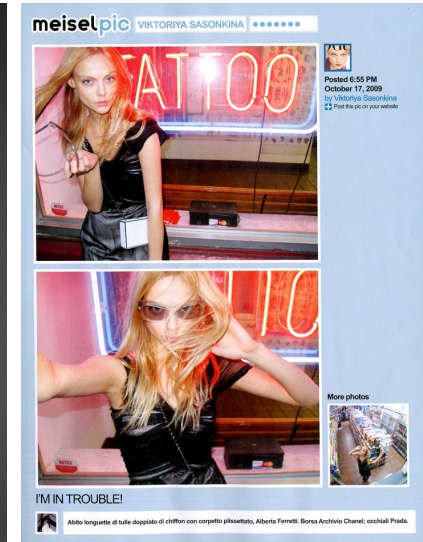 meiselpic VIKTORIYA SASONKINA
TATTOO
Posted 6:55 PM
October 17, 2009
by Viktoriya Sasonkina
Post this pic on your website
More photos
I'M IN TROUBLE!
Abito longuette di tulle doppiato di chiffon con corpetto plissettato, Alberta Ferretti. Borsa Archivio Chanel; occhiali Prada.